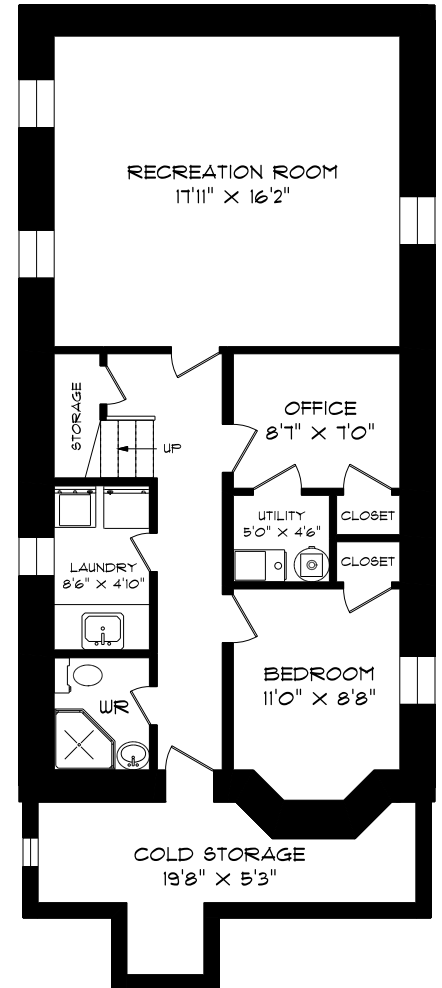 RECREATION ROOM
17'11" X 16'2"
STORAGE
UP
OFFICE
8'7" X 7'0"
UTILITY
5'0" X 4'6"
CLOSET
CLOSET
LAUNDRY
8'6" X 4'10"
WR
BEDROOM
11'0" X 8'8"
COLD STORAGE
19'8" X 5'3"